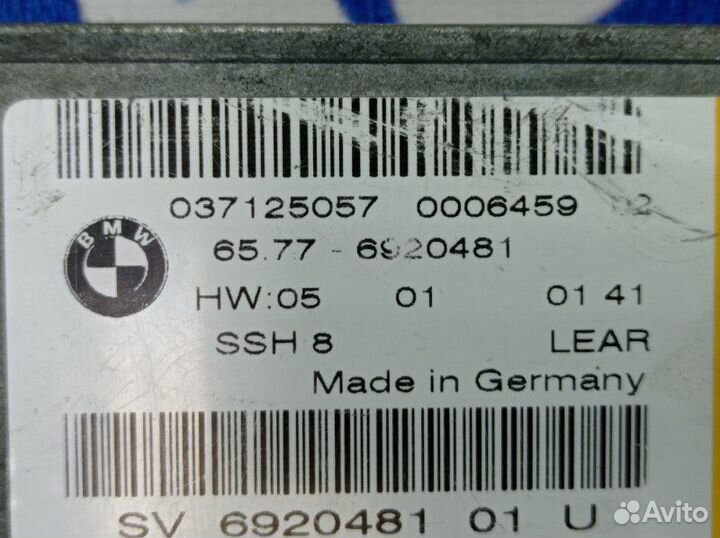 037125057 0006459 02
BMW
65.77 - 6920481
HW:05 01 01 41
SSH 8 LEAR
Made in Germany
SV 6920481 01 U
Avito